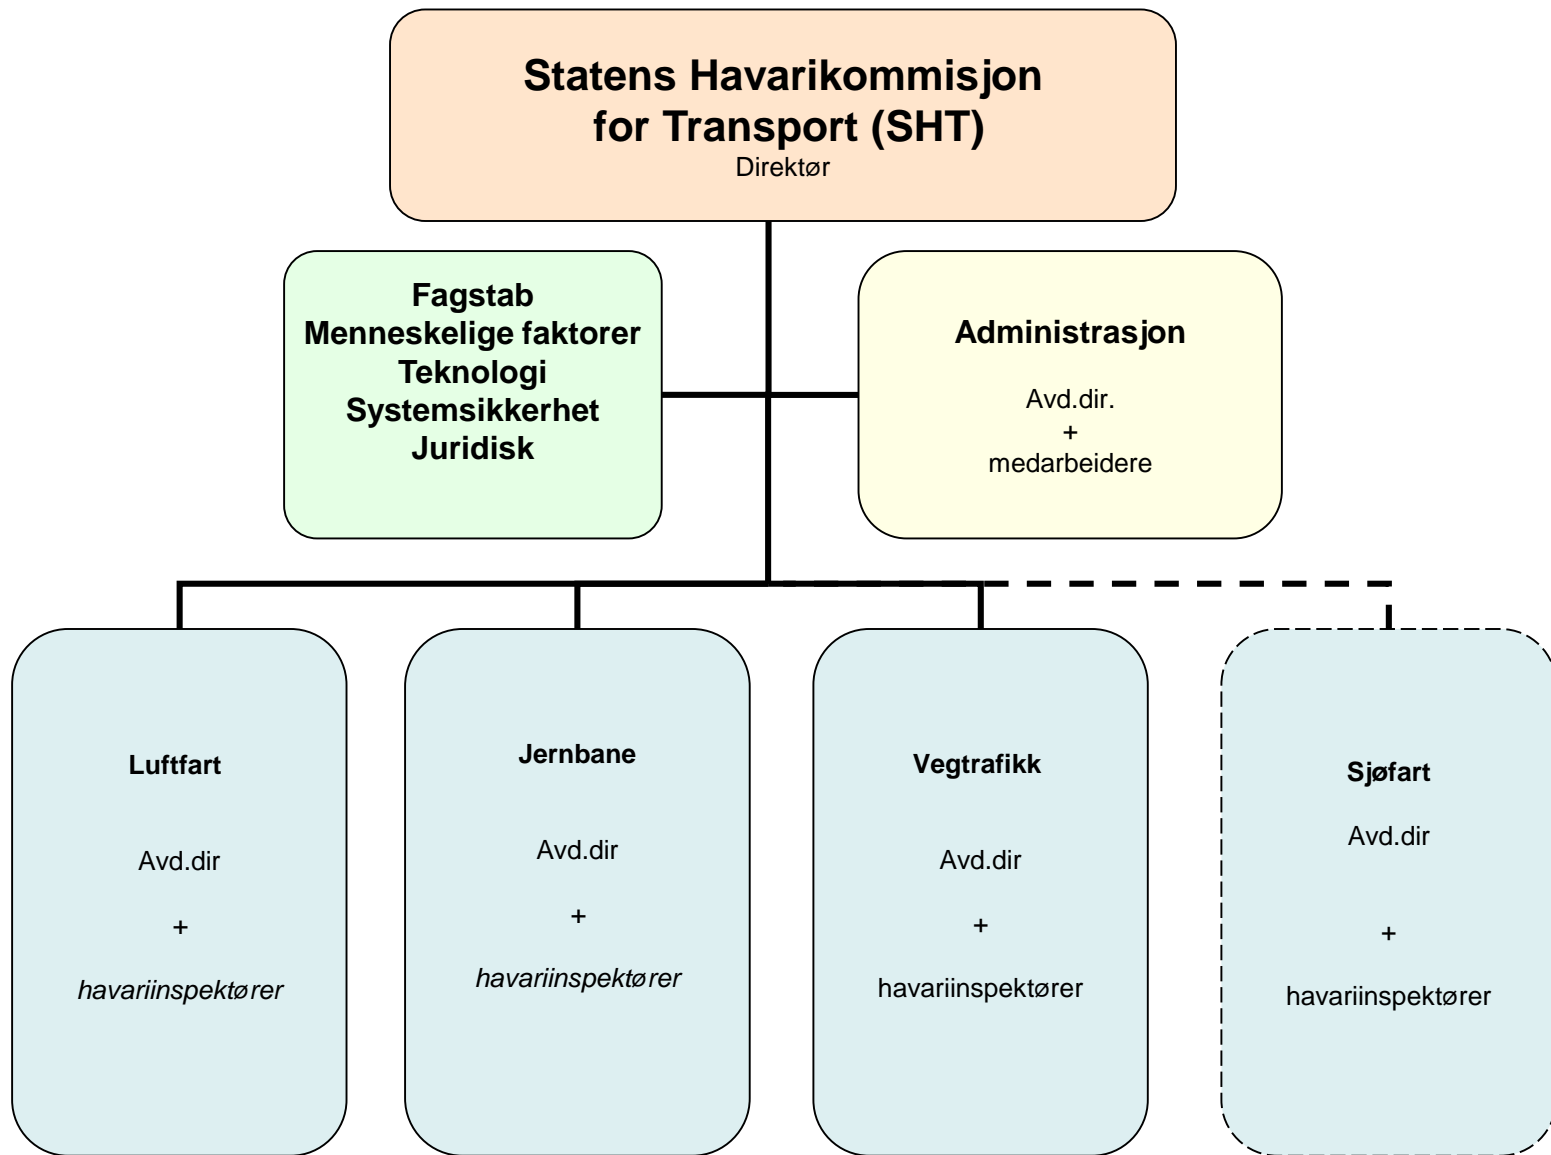 Statens Havarikommisjon
for Transport (SHT)
Direktør
Fagstab
Menneskelige faktorer
Teknologi
Systemsikkerhet
Juridisk
Administrasjon
Avd.dir.
+
medarbeidere
Luftfart
Avd.dir
+
havariinspektører
Jernbane
Avd.dir
+
havariinspektører
Vegtrafikk
Avd.dir
+
havariinspektører
Sjøfart
Avd.dir
+
havariinspektører